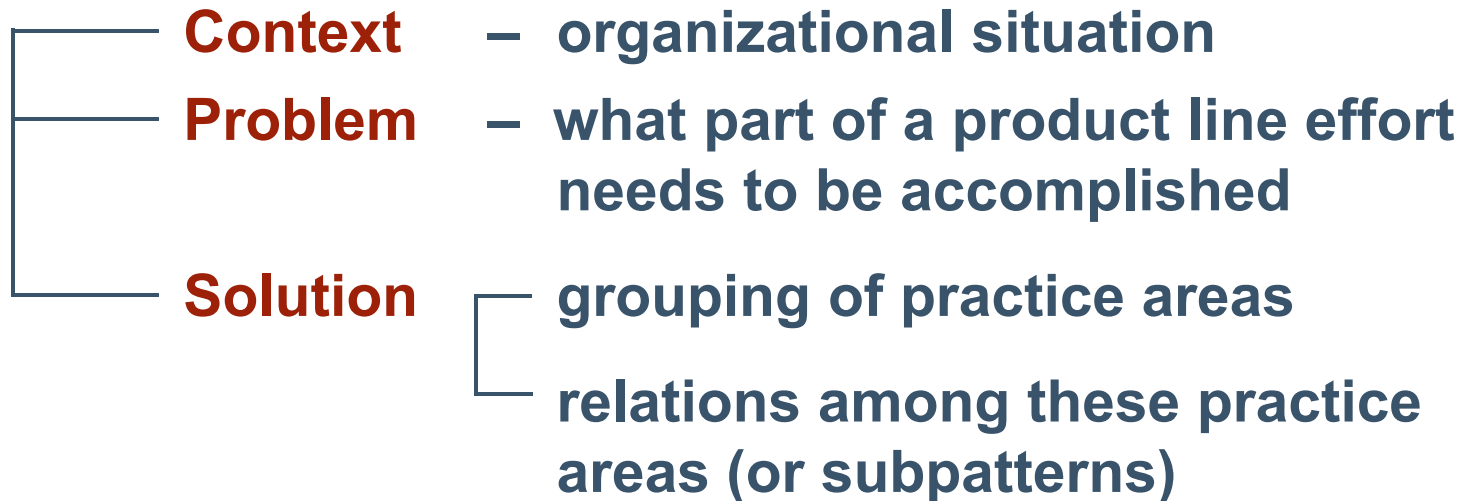 Context – organizational situation
Problem – what part of a product line effort
needs to be accomplished
Solution grouping of practice areas
relations among these practice
areas (or subpatterns)